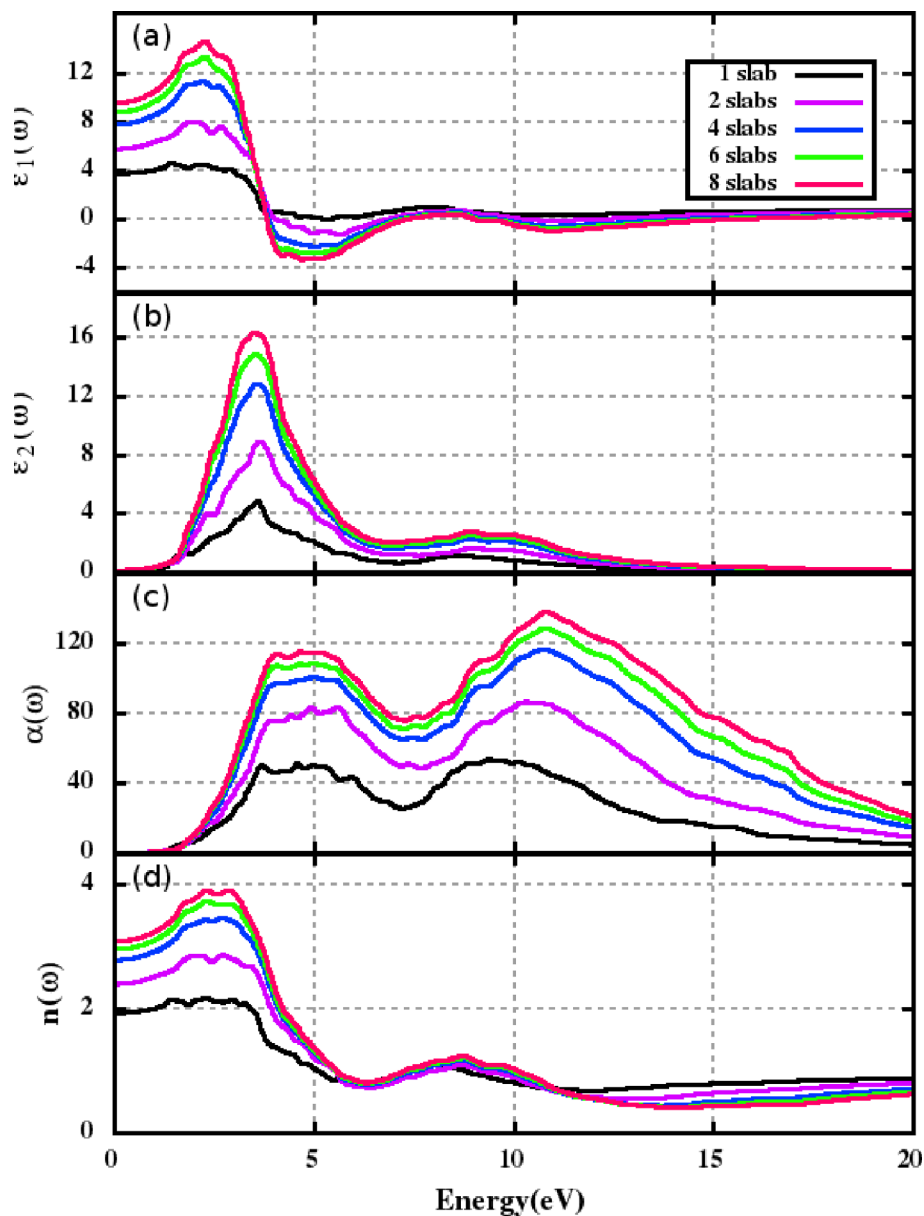 (a)
ε1(ω)
12
8
4
0
-4
1 slab
2 slabs
4 slabs
6 slabs
8 slabs
(b)
ε2(ω)
16
12
8
4
0
(c)
α(ω)
120
80
40
0
(d)
n(ω)
4
2
0
0 5 10 15 20
Energy(eV)